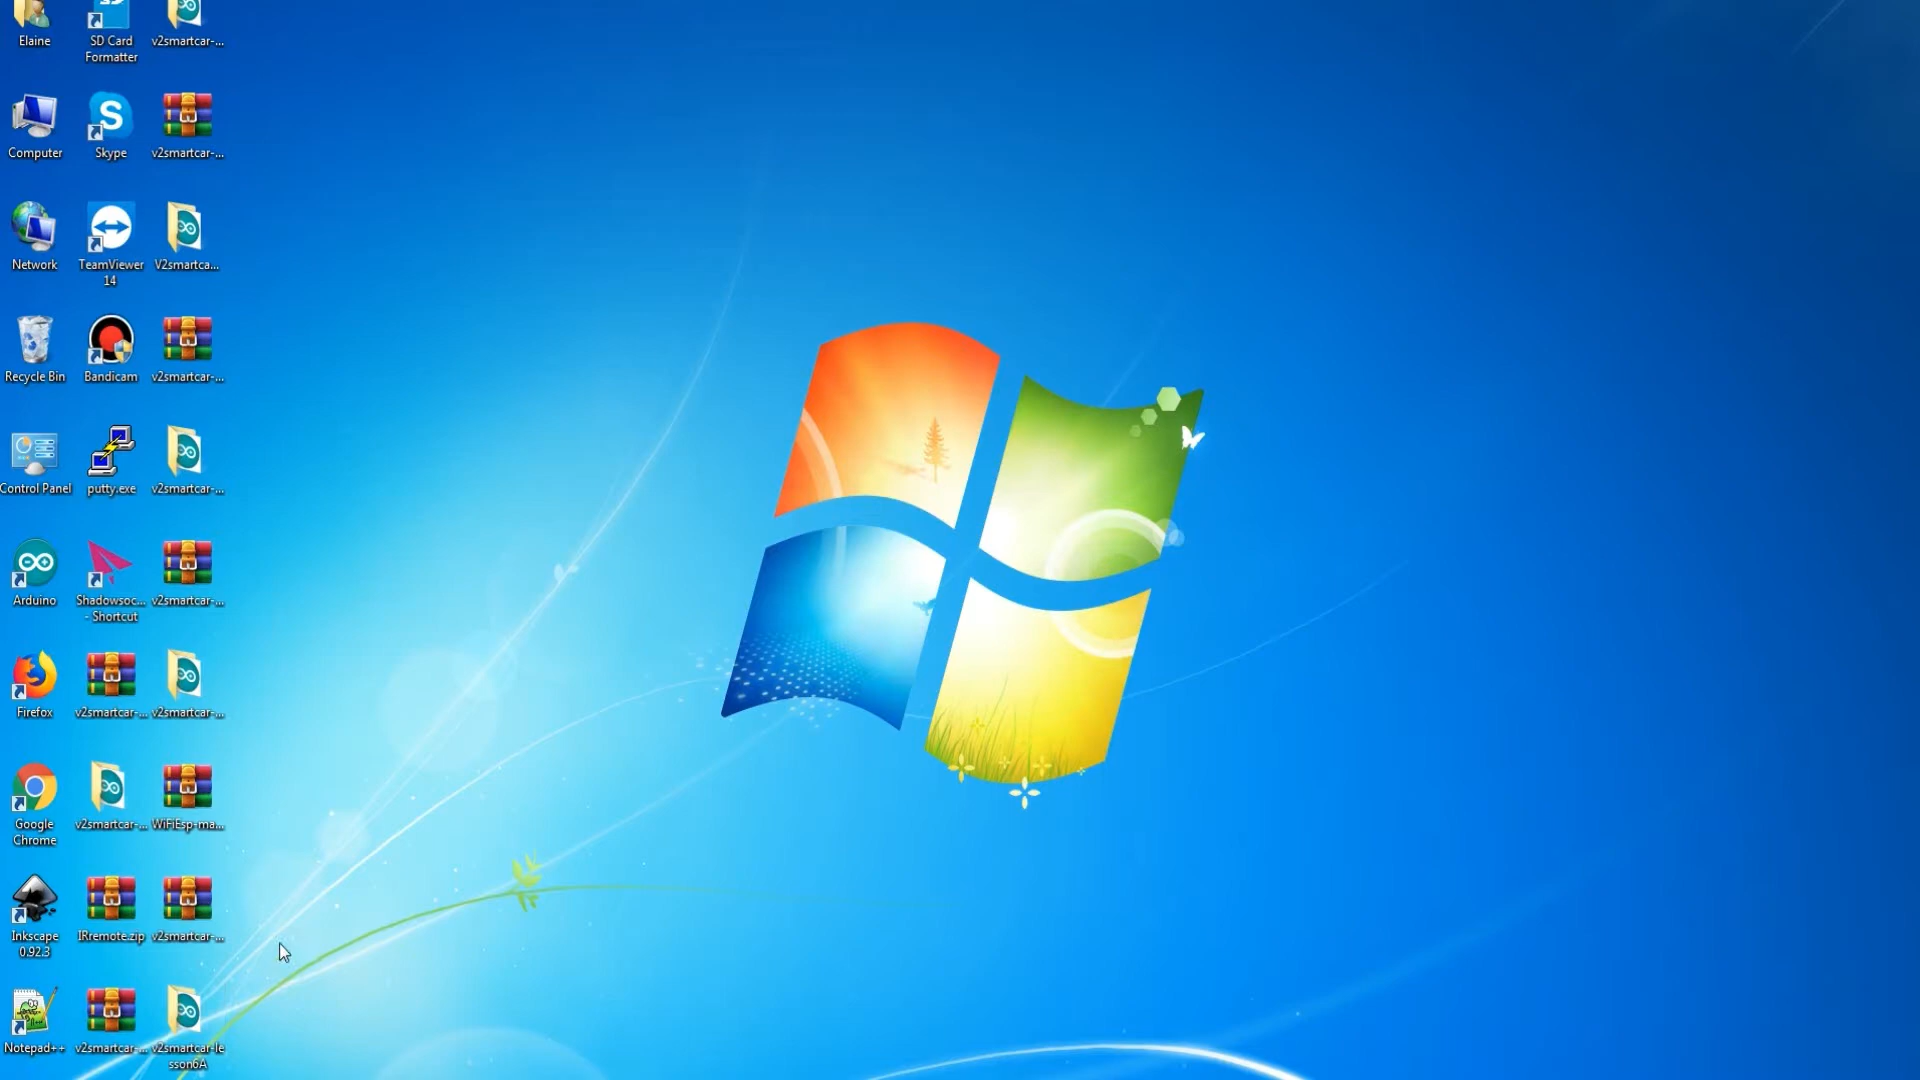 Elaine
SD Card
Formatter
v2smartcar-...
Computer
Skype
v2smartcar-...
Network
TeamViewer
14
V2smartca...
Recycle Bin
Bandicam
v2smartcar-...
Control Panel
putty.exe
v2smartcar-...
Arduino
Shadowsoc...
- Shortcut
v2smartcar-...
Firefox
v2smartcar-...
v2smartcar-...
Google
Chrome
v2smartcar-...
WiFiEsp-ma...
Inkscape
0.92.3
IRremote.zip
v2smartcar-...
Notepad++
v2smartcar-...
v2smartcar-le
sson6A